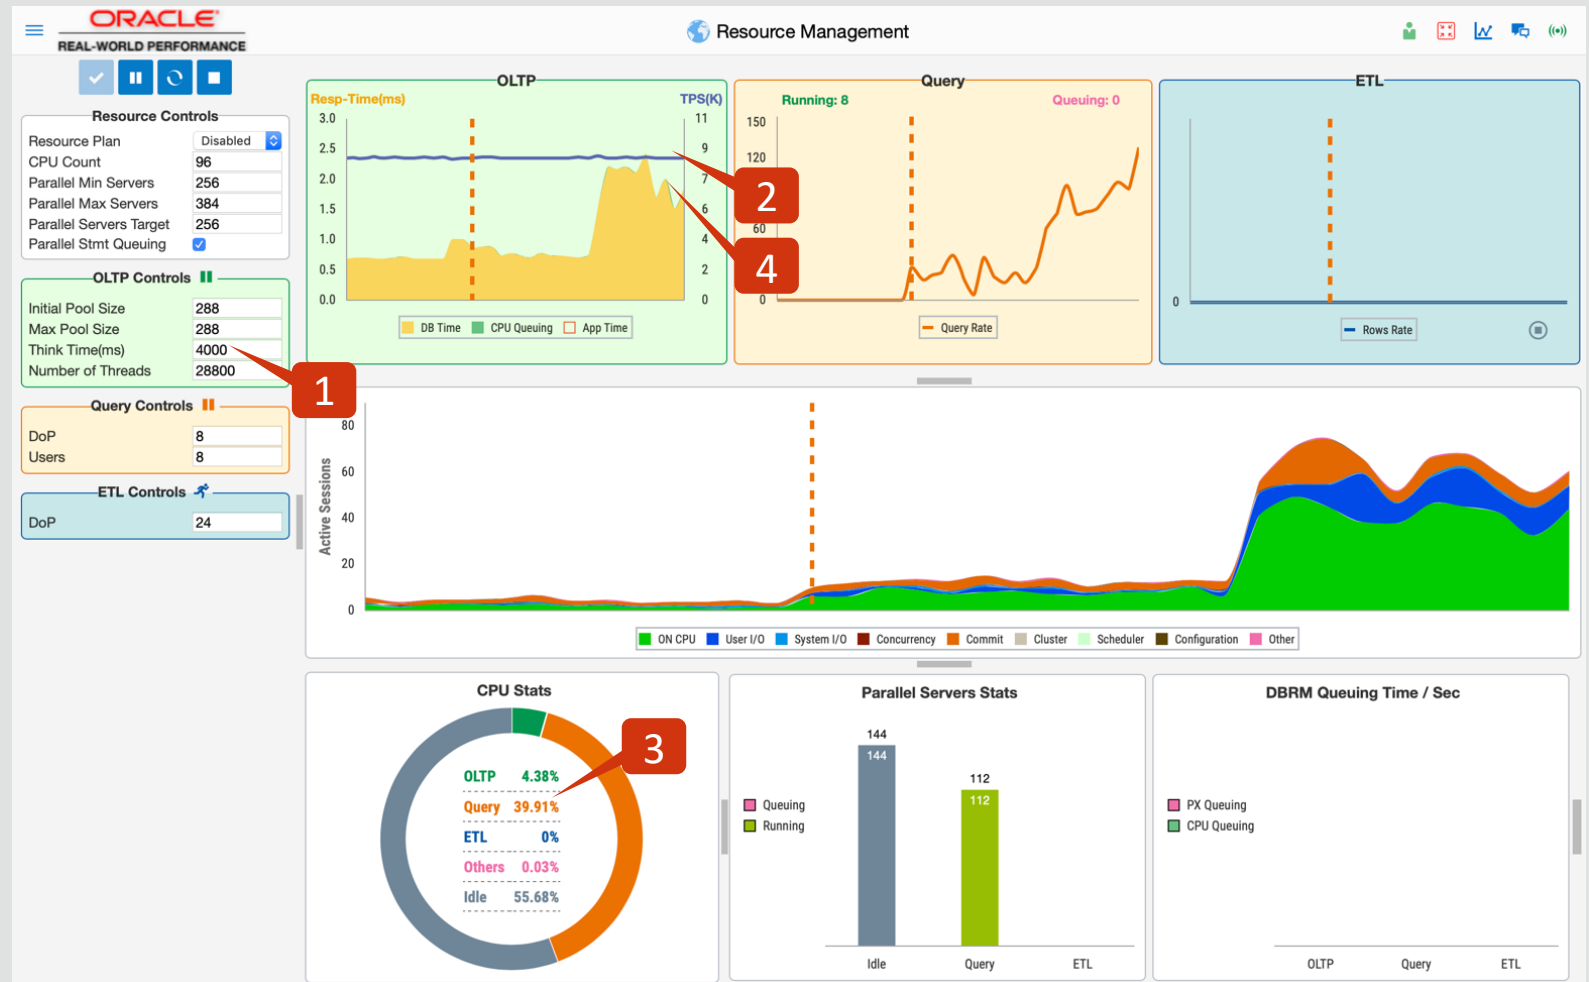 ORACLE
REAL-WORLD PERFORMANCE
Resource Management
Resource Controls
Resource Plan Disabled
CPU Count 96
Parallel Min Servers 256
Parallel Max Servers 384
Parallel Servers Target 256
Parallel Stmt Queuing
OLTP Controls
Initial Pool Size 288
Max Pool Size 288
Think Time(ms) 4000
Number of Threads 28800
1
Query Controls
DoP 8
Users 8
ETL Controls
DoP 24
OLTP
Resp-Time(ms) TPS(K)
3.0 11
2.5 9
2.0 7
1.5 6
1.0 4
0.5 2
0.0 0
DB Time CPU Queuing App Time
2
4
Query
Running: 8 Queuing: 0
150
120
60
0
Query Rate
ETL
0
Rows Rate
Active Sessions
80
60
40
20
0
ON CPU User I/O System I/O Concurrency Commit Cluster Scheduler Configuration Other
CPU Stats
OLTP 4.38%
Query 39.91%
ETL 0%
Others 0.03%
Idle 55.68%
3
Parallel Servers Stats
Queuing
Running
144
144
112
112
Idle Query ETL
DBRM Queuing Time / Sec
PX Queuing
CPU Queuing
OLTP Query ETL